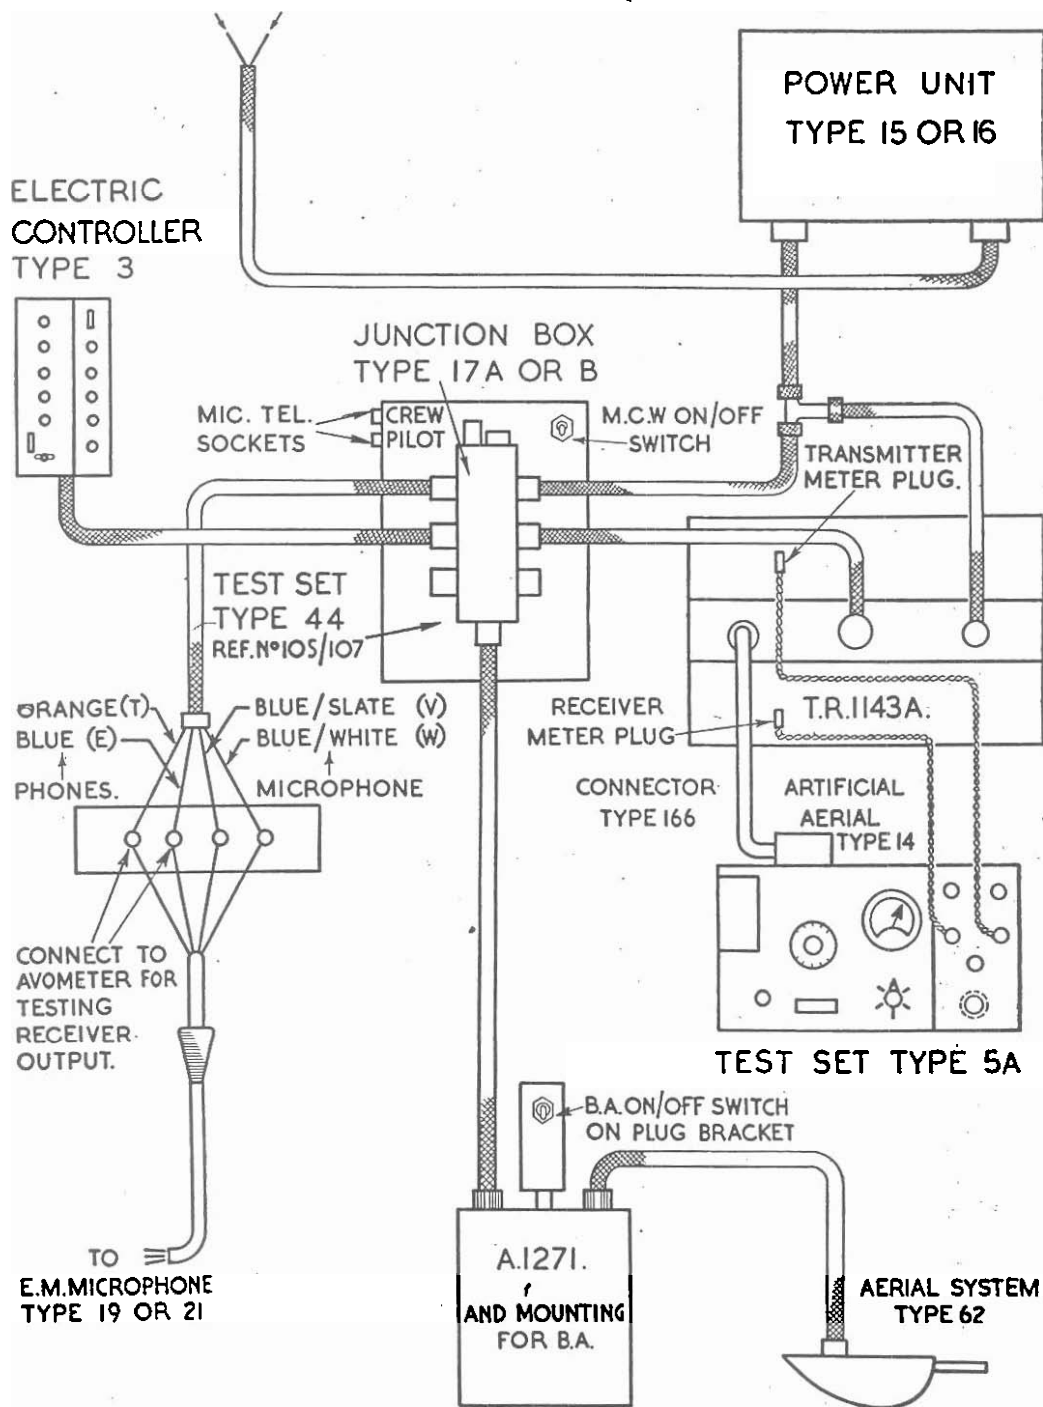 POWER UNIT
TYPE 15 OR 16
ELECTRIC
CONTROLLER
TYPE 3
JUNCTION BOX
TYPE 17A OR B
MIC. TEL.
SOCKETS
CREW
PILOT
M.C.W ON/OFF
SWITCH
TRANSMITTER
METER PLUG.
TEST SET
TYPE 44
REF.Nº10S/107
ORANGE(T)
BLUE (E)
PHONES.
BLUE/SLATE (V)
BLUE/WHITE (W)
MICROPHONE
RECEIVER
METER PLUG
T.R.1143A.
CONNECTOR
TYPE 166
ARTIFICIAL
AERIAL
TYPE 14
CONNECT TO
AVOMETER FOR
TESTING
RECEIVER
OUTPUT.
TEST SET TYPE 5A
B.A.ON/OFF SWITCH
ON PLUG BRACKET
TO
E.M.MICROPHONE
TYPE 19 OR 21
A.1271.
AND MOUNTING
FOR B.A.
AERIAL SYSTEM
TYPE 62